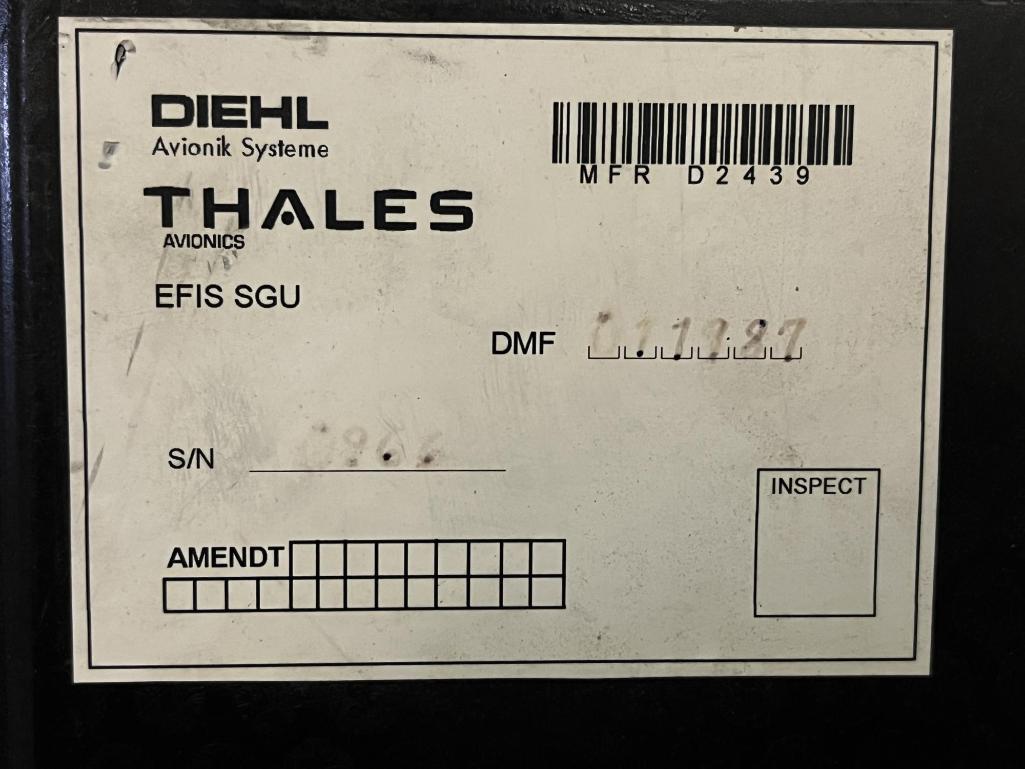 DIEHL
Avionik Systeme
MFR D2439
THALES
AVIONICS
EFIS SGU
DMF
S/N
INSPECT
AMENDT